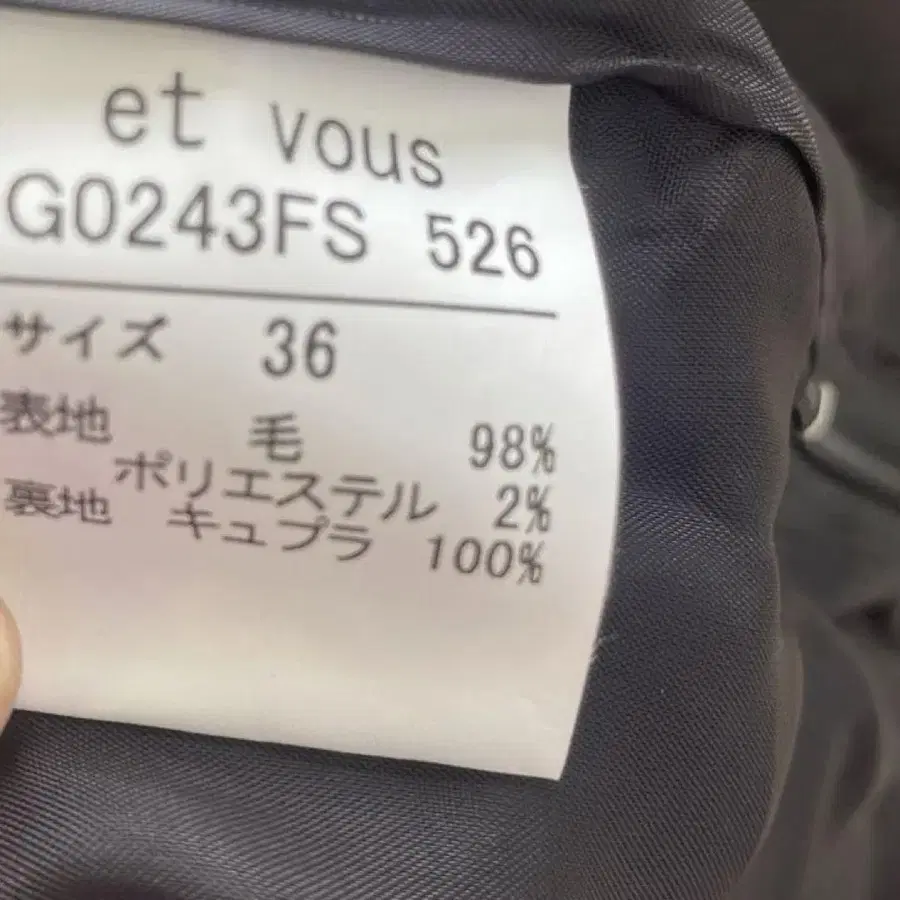 et vous
G0243FS 526
サイズ 36
表地 毛 98%
ポリエステル 2%
裏地 キュプラ 100%